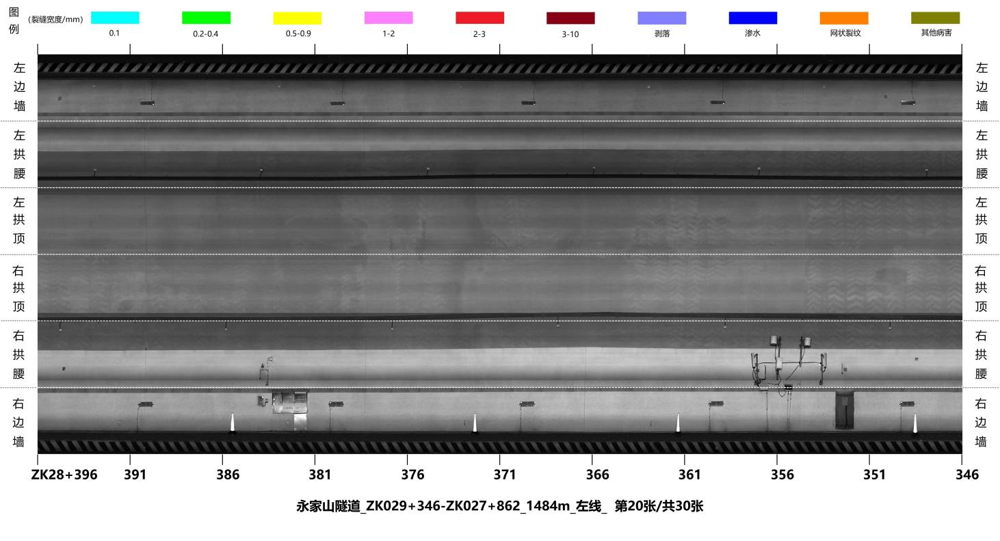 图例
(裂缝宽度/mm)
0.1
0.2-0.4
0.5-0.9
1-2
2-3
3-10
剥落
渗水
网状裂纹
其他病害
左边墙
左边墙
左拱腰
左拱腰
左拱顶
左拱顶
右拱顶
右拱顶
右拱腰
右拱腰
右边墙
右边墙
ZK28+396 391 386 381 376 371 366 361 356 351 346
永家山隧道_ZK029+346-ZK027+862_1484m_左线_ 第20张/共30张